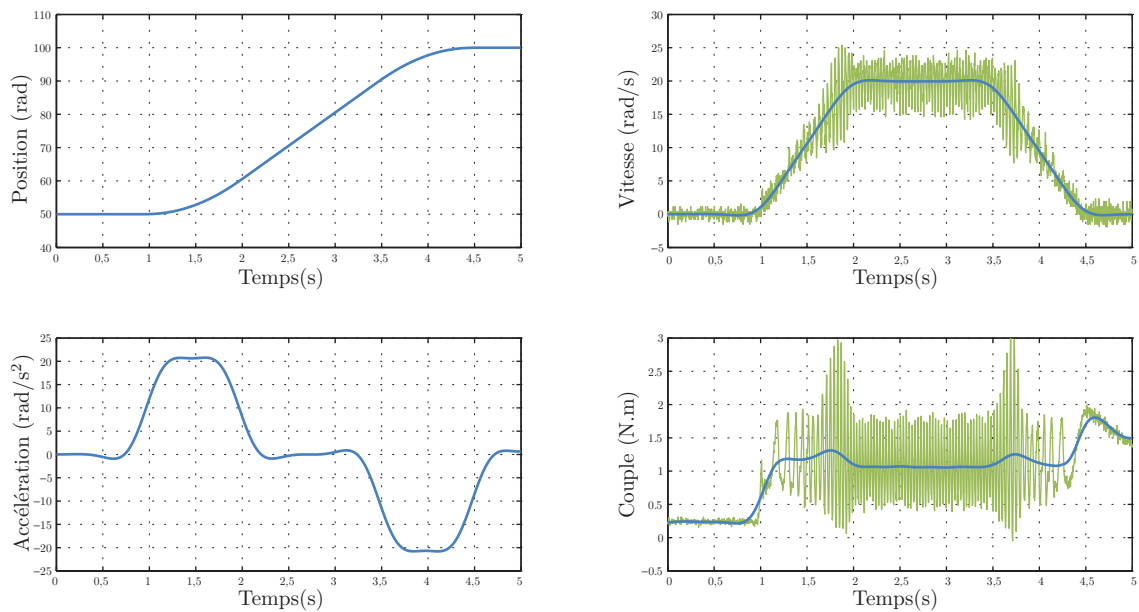 110
100
90
80
70
60
50
40
Position (rad)
0 0,5 1 1,5 2 2,5 3 3,5 4 4,5 5
Temps(s)
30
25
20
15
10
5
0
−5
Vitesse (rad/s)
0 0,5 1 1,5 2 2,5 3 3,5 4 4,5 5
Temps(s)
25
20
15
10
5
0
−5
−10
−15
−20
−25
Accélération (rad/s²)
0 0,5 1 1,5 2 2,5 3 3,5 4 4,5 5
Temps(s)
3
2.5
2
1.5
1
0.5
0
−0.5
Couple (N.m)
0 0,5 1 1,5 2 2,5 3 3,5 4 4,5 5
Temps(s)